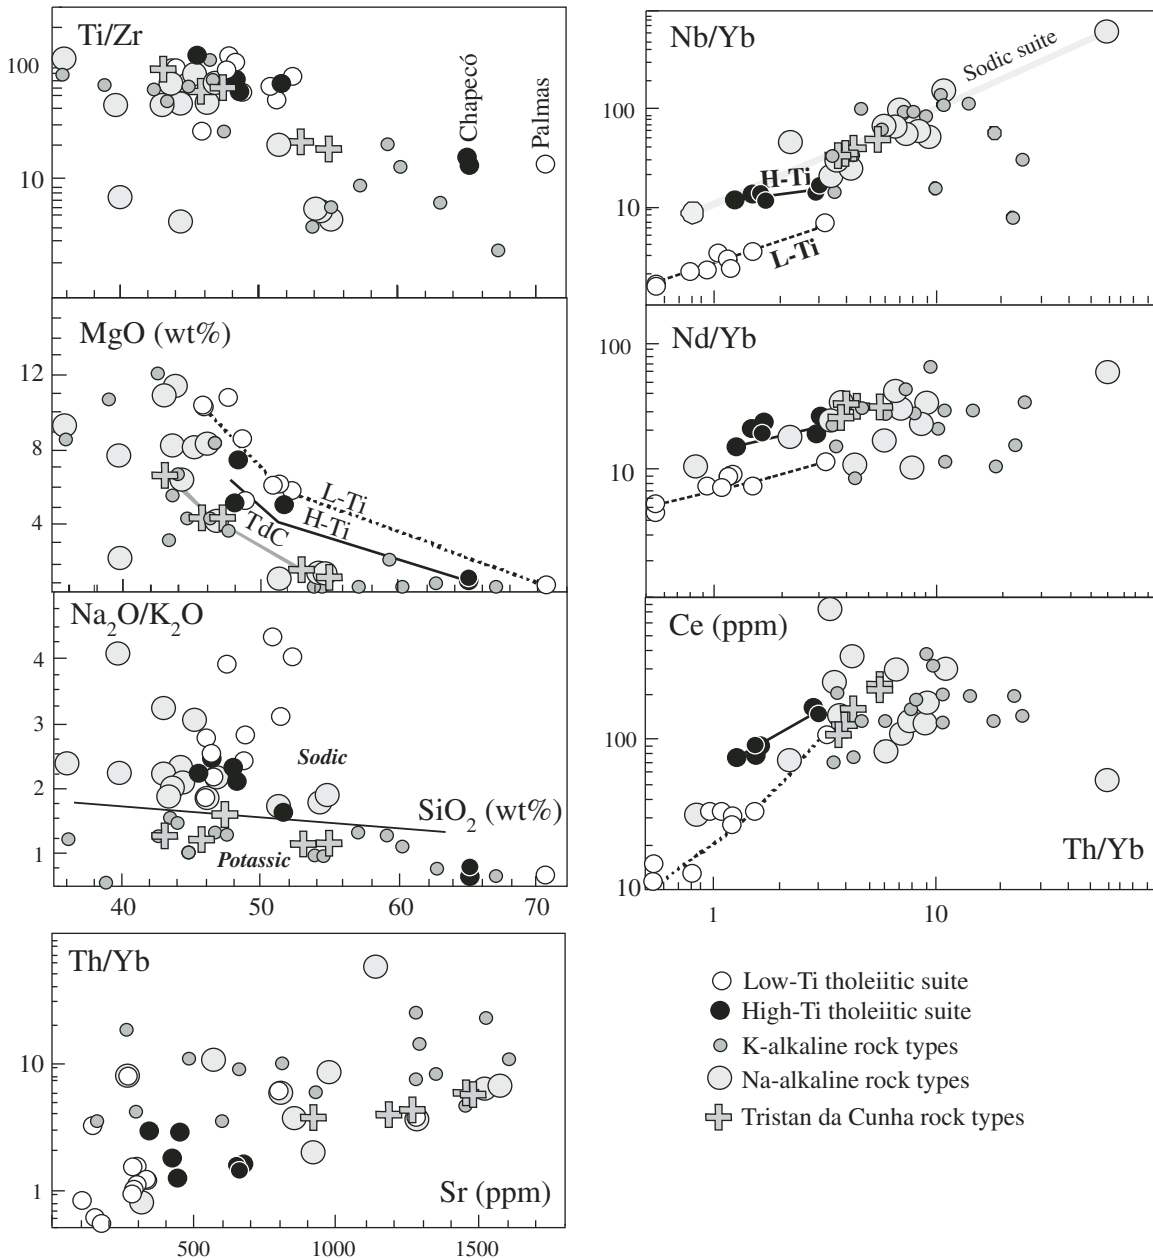 Ti/Zr
100
10
Chapecó
Palmas
MgO (wt%)
12
8
4
L-Ti
H-Ti
TdC
Na₂O/K₂O
4
3
2
1
Sodic
SiO₂ (wt%)
Potassic
40
50
60
70
Th/Yb
10
1
Sr (ppm)
500
1000
1500
Nb/Yb
Sodic suite
100
10
H-Ti
L-Ti
Nd/Yb
100
10
Ce (ppm)
100
10
Th/Yb
1
10
Low-Ti tholeiitic suite
High-Ti tholeiitic suite
K-alkaline rock types
Na-alkaline rock types
Tristan da Cunha rock types